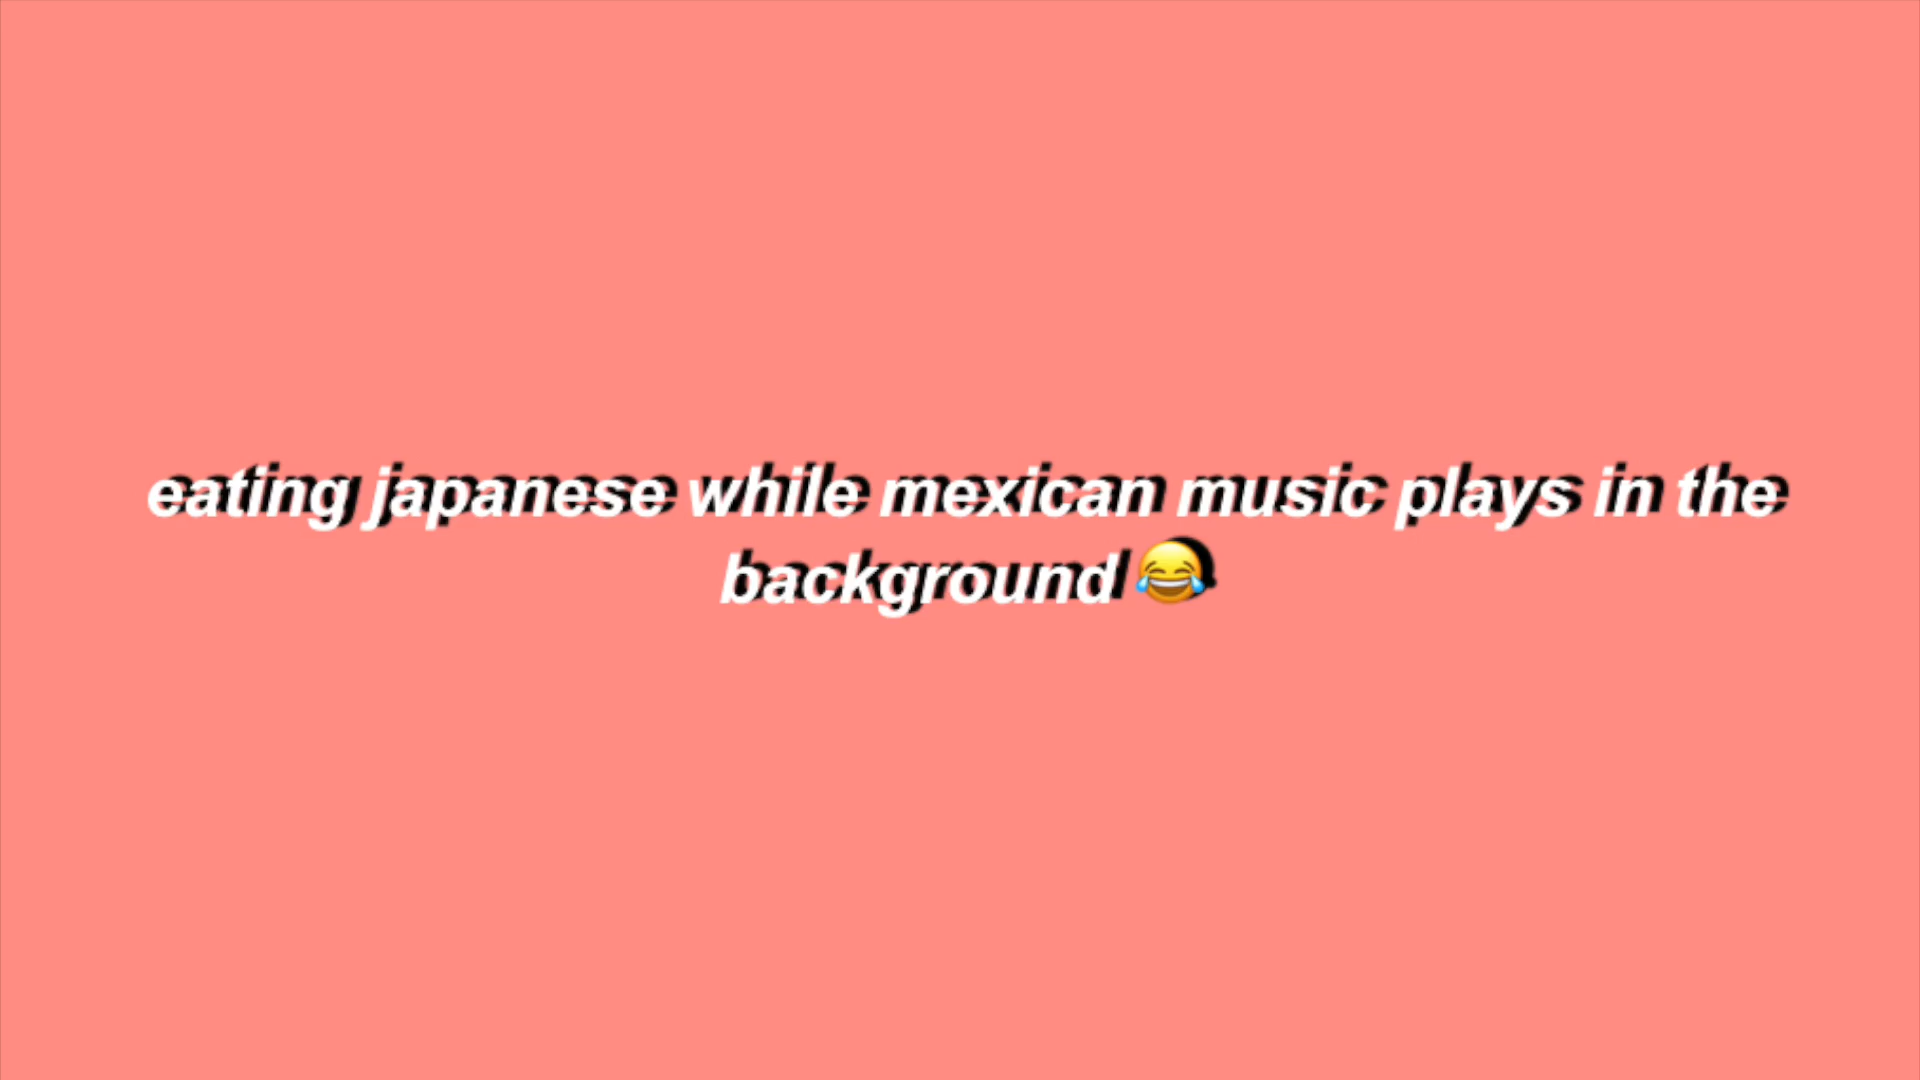 eating japanese while mexican music plays in the
background 😂